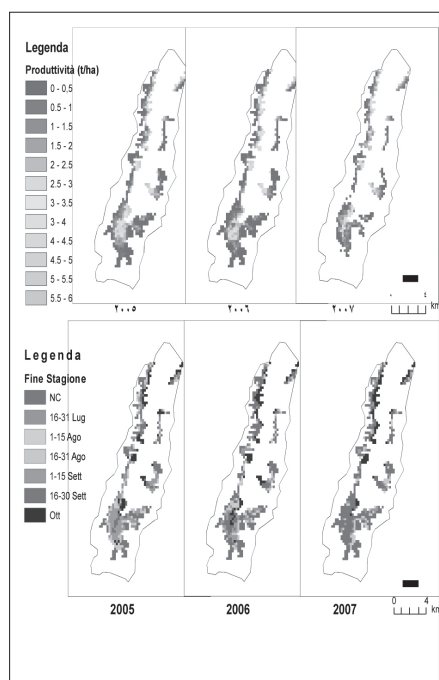 Legenda
Produttività (t/ha)
0 - 0.5
0.5 - 1
1 - 1.5
1.5 - 2
2 - 2.5
2.5 - 3
3 - 3.5
3 - 4
4 - 4.5
4.5 - 5
5 - 5.5
5.5 - 6
٢٠٠٥ ٢٠٠٦ ٢٠٠٧
km
Legenda
Fine Stagione
NC
16-31 Lug
1-15 Ago
16-31 Ago
1-15 Sett
16-30 Sett
Ott
2005 2006 2007
0 4
km